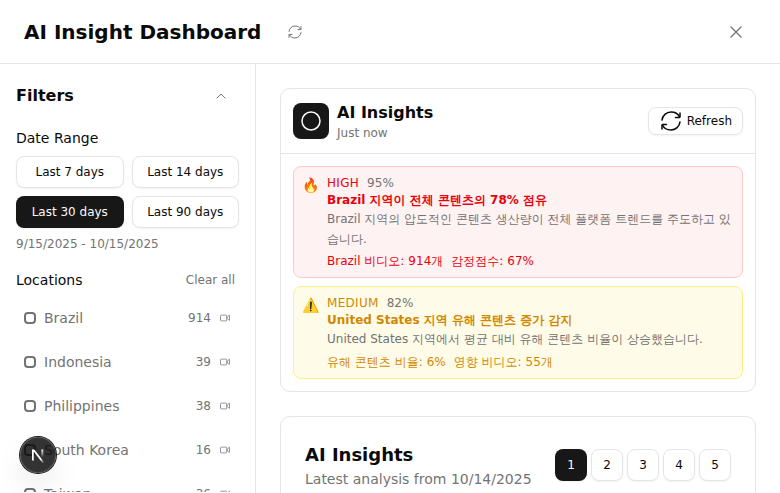 AI Insight Dashboard
Filters
Date Range
Last 7 days
Last 14 days
Last 30 days
Last 90 days
9/15/2025 - 10/15/2025
Locations
Clear all
Brazil 914
Indonesia 39
Philippines 38
South Korea 16
Taiwan
N
AI Insights
Just now
Refresh
HIGH 95%
Brazil 지역이 전체 콘텐츠의 78% 점유
Brazil 지역의 압도적인 콘텐츠 생산량이 전체 플랫폼 트렌드를 주도하고 있
습니다.
Brazil 비디오: 914개 감정점수: 67%
MEDIUM 82%
United States 지역 유해 콘텐츠 증가 감지
United States 지역에서 평균 대비 유해 콘텐츠 비율이 상승했습니다.
유해 콘텐츠 비율: 6% 영향 비디오: 55개
AI Insights
Latest analysis from 10/14/2025
1 2 3 4 5